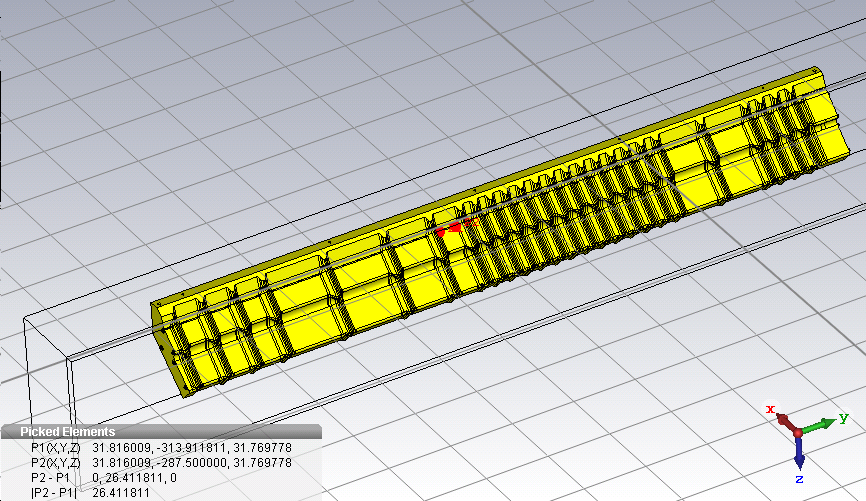 x
y
z
Picked Elements
P1(X,Y,Z) 31.816009, -313.911811, 31.769778
P2(X,Y,Z) 31.816009, -287.500000, 31.769778
P2 - P1 0, 26.411811, 0
|P2 - P1| 26.411811